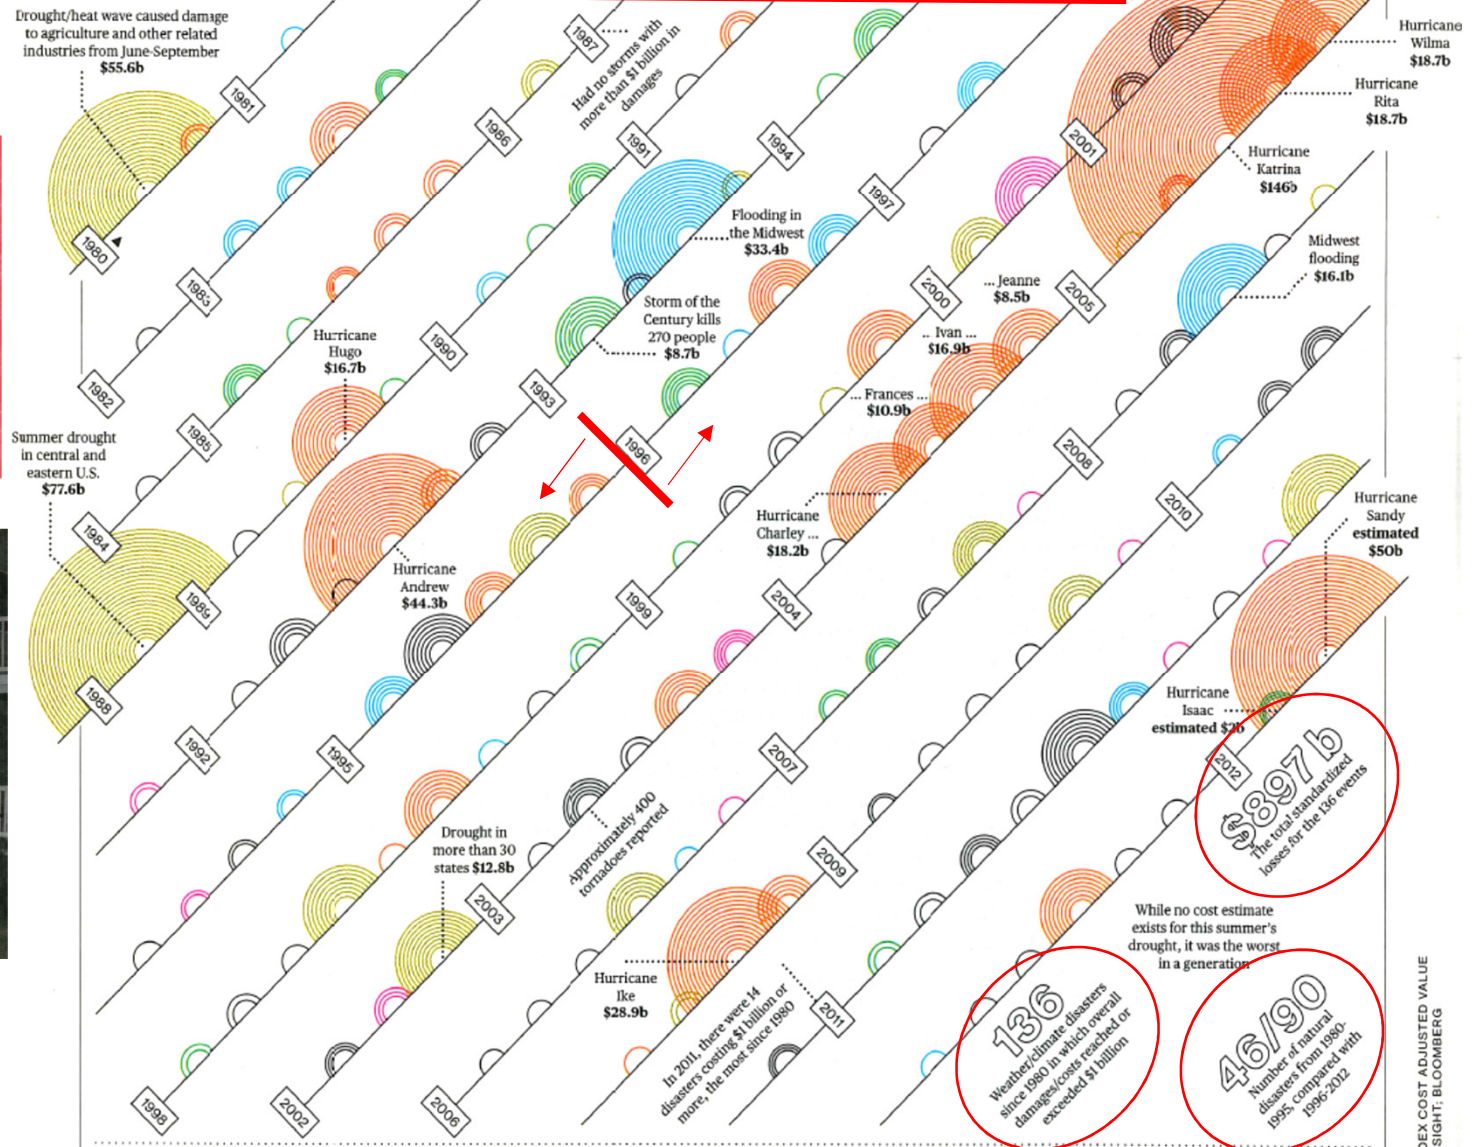 Drought/heat wave caused damage
to agriculture and other related
industries from June-September
$55.6b
1981
1980
1983
1982
1987
Had no storms with
more than $1 billion in
damages
1986
1991
1994
1997
2001
Hurricane
Wilma
$18.7b
Hurricane
Rita
$18.7b
Hurricane
Katrina
$146b
Midwest
flooding
$16.1b
Flooding in
the Midwest
$33.4b
Storm of the
Century kills
270 people
$8.7b
2000
2005
... Jeanne
$8.5b
.. Ivan ...
$16.9b
... Frances ...
$10.9b
Hurricane
Charley ...
$18.2b
Hurricane
Hugo
$16.7b
1990
1993
1985
1996
2008
2010
Summer drought
in central and
eastern U.S.
$77.6b
1984
1989
1988
Hurricane
Andrew
$44.3b
1999
2004
Hurricane
Sandy
estimated
$50b
Hurricane
Isaac
estimated $2b
1992
1995
2007
2012
$897b
The total standardized
losses for the 136 events
Drought in
more than 30
states $12.8b
Approximately 400
tornadoes reported
2003
2009
While no cost estimate
exists for this summer's
drought, it was the worst
in a generation
Hurricane
Ike
$28.9b
In 2011, there were 14
disasters costing $1 billion or
more, the most since 1980
2011
136
Weather/climate disasters
since 1980 in which overall
damages/costs reached or
exceeded $1 billion
46/90
Number of natural
disasters from 1980-
1995, compared with
1996-2012
1998
2002
2006
DEX COST ADJUSTED VALUE
SIGHT; BLOOMBERG